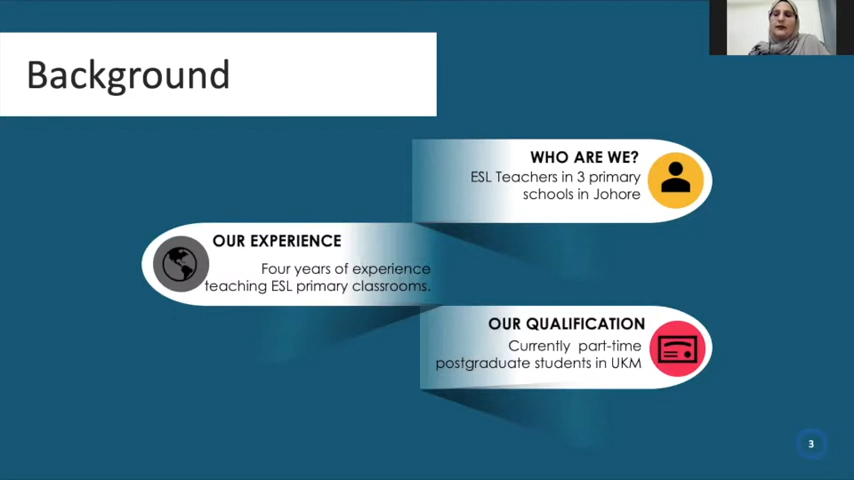 Background
WHO ARE WE?
ESL Teachers in 3 primary
schools in Johore
OUR EXPERIENCE
Four years of experience
teaching ESL primary classrooms.
OUR QUALIFICATION
Currently part-time
postgraduate students in UKM
3